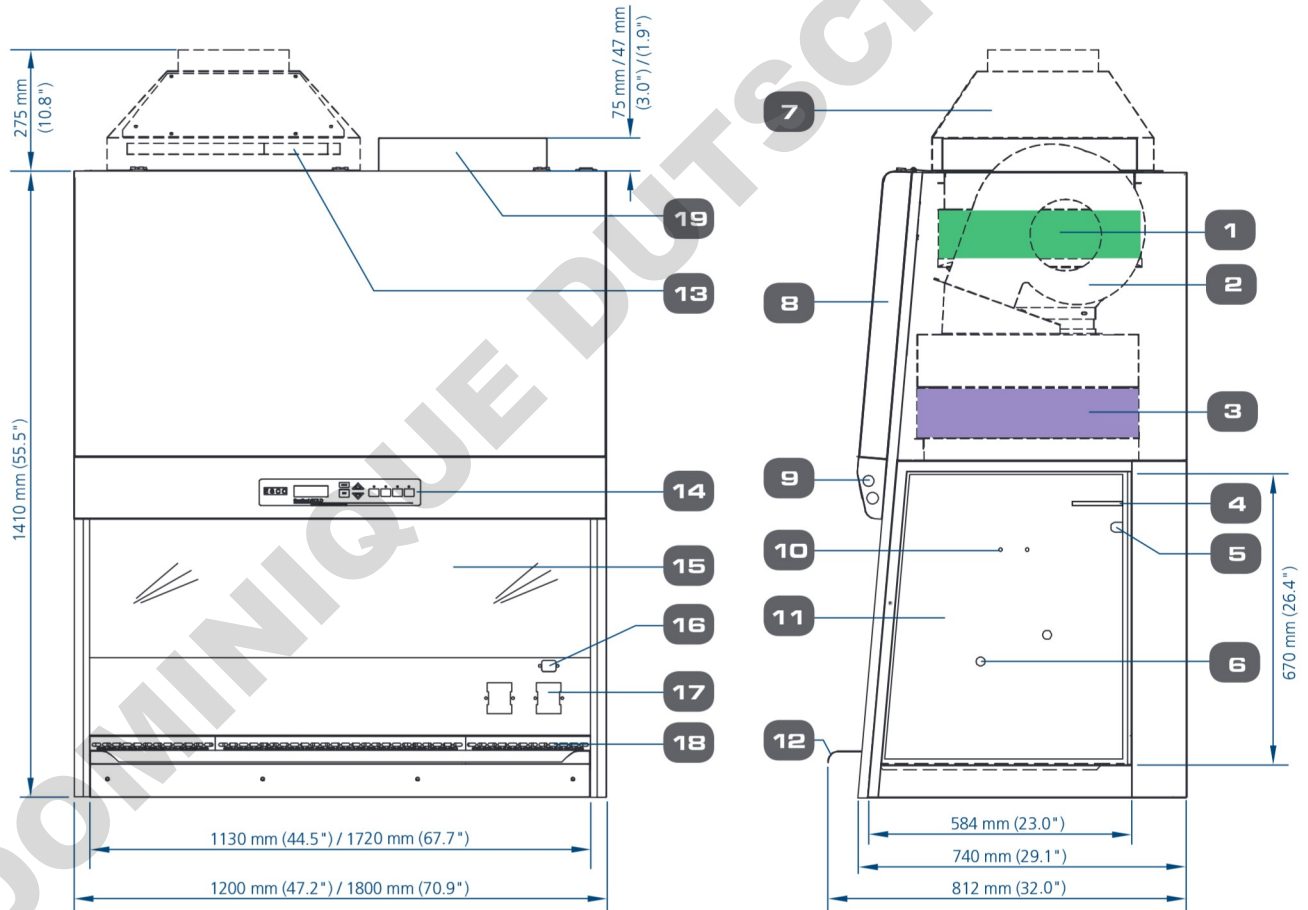 275 mm
(10.8")
75 mm / 47 mm
(3.0") / (1.9")
1410 mm (55.5")
19
13
14
ESCO
15
16
17
18
1130 mm (44.5") / 1720 mm (67.7")
1200 mm (47.2") / 1800 mm (70.9")
7
8
9
10
11
12
1
2
3
4
5
6
670 mm (26.4")
584 mm (23.0")
740 mm (29.1")
812 mm (32.0")
DOMINIQUE DUTSC